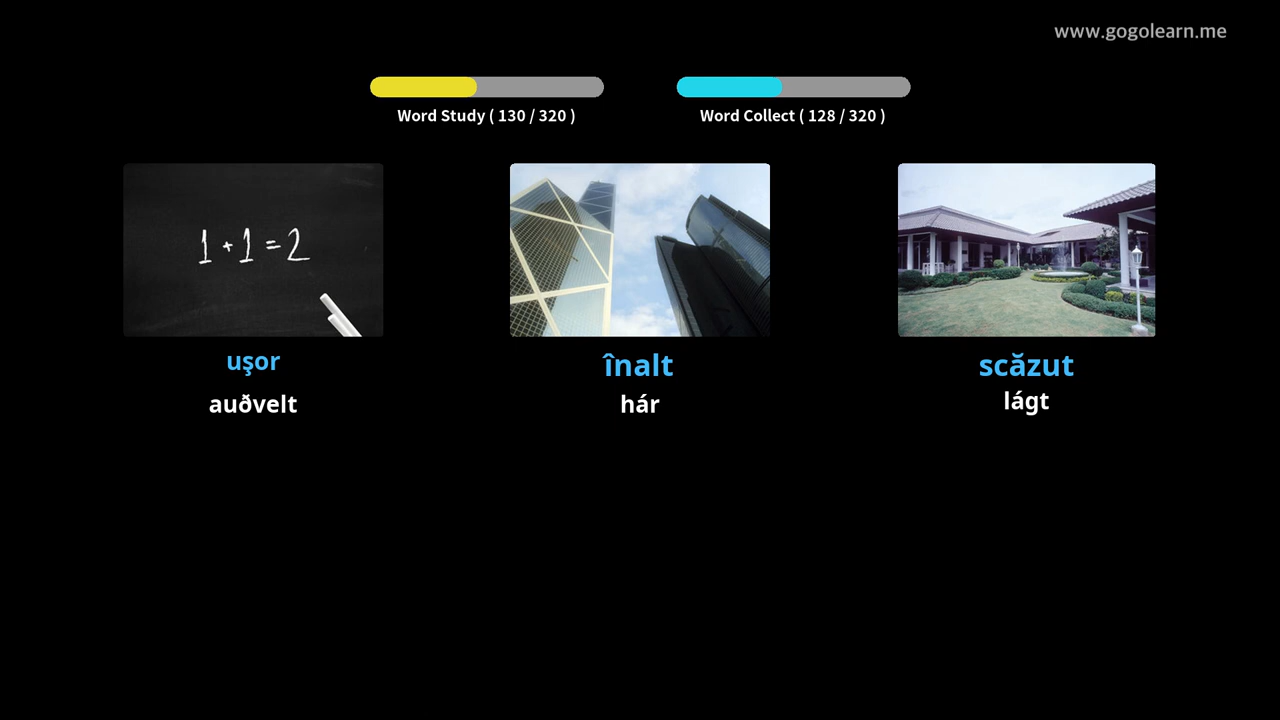 www.gogolearn.me
Word Study ( 130 / 320 )
Word Collect ( 128 / 320 )
1 + 1 = 2
uşor
înalt
scăzut
auðvelt
hár
lágt